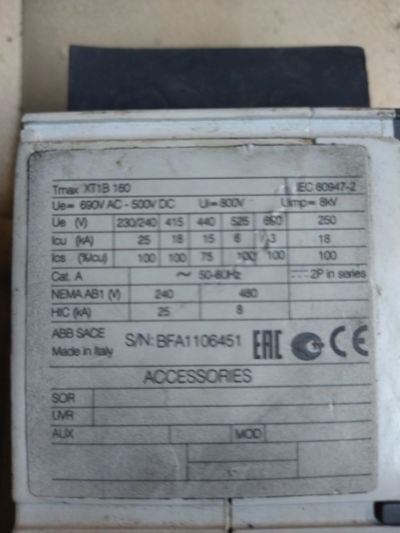 Tmax XT1B 160 IEC 60947-2
Ue= 690V AC - 500V DC Ui= 800V Uimp= 8kV
Ue (V) 230/240 415 440 525 690 250
Icu (kA) 25 18 15 6 3 18
Ics (%Icu) 100 100 75 100 100 100
Cat. A ~ 50-60Hz ⎓ 2P in series
NEMA AB1 (V) 240 480
HIC (kA) 25 8
ABB SACE
Made in Italy
S/N: BFA1106451 EAC CE
ACCESSORIES
SOR
UVR
AUX MOD